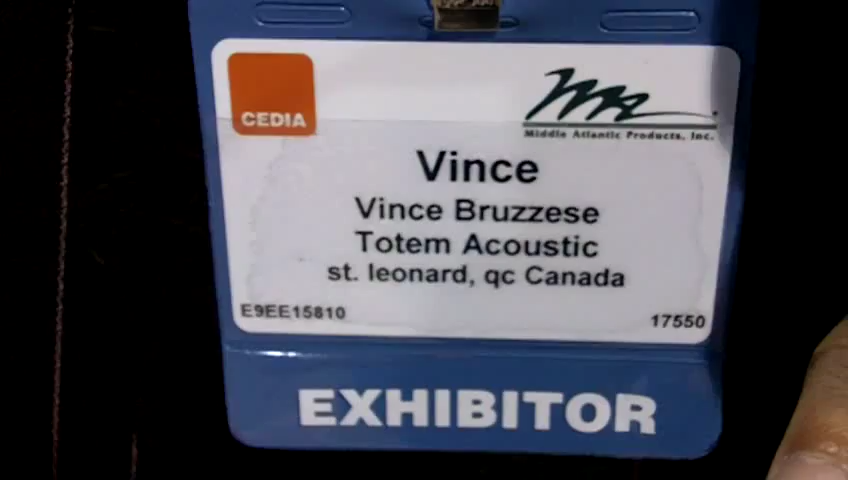 CEDIA
Middle Atlantic Products, Inc.
Vince
Vince Bruzzese
Totem Acoustic
st. leonard, qc Canada
E9EE15810
17550
EXHIBITOR